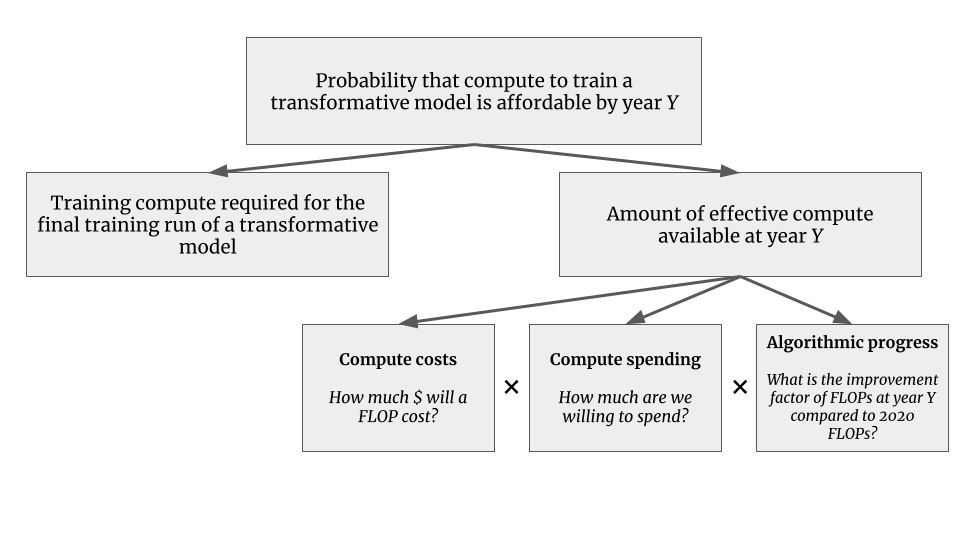 Probability that compute to train a
transformative model is affordable by year Y
Training compute required for the
final training run of a transformative
model
Amount of effective compute
available at year Y
Compute costs
How much $ will a
FLOP cost?
×
Compute spending
How much are we
willing to spend?
×
Algorithmic progress
What is the improvement
factor of FLOPs at year Y
compared to 2020
FLOPs?